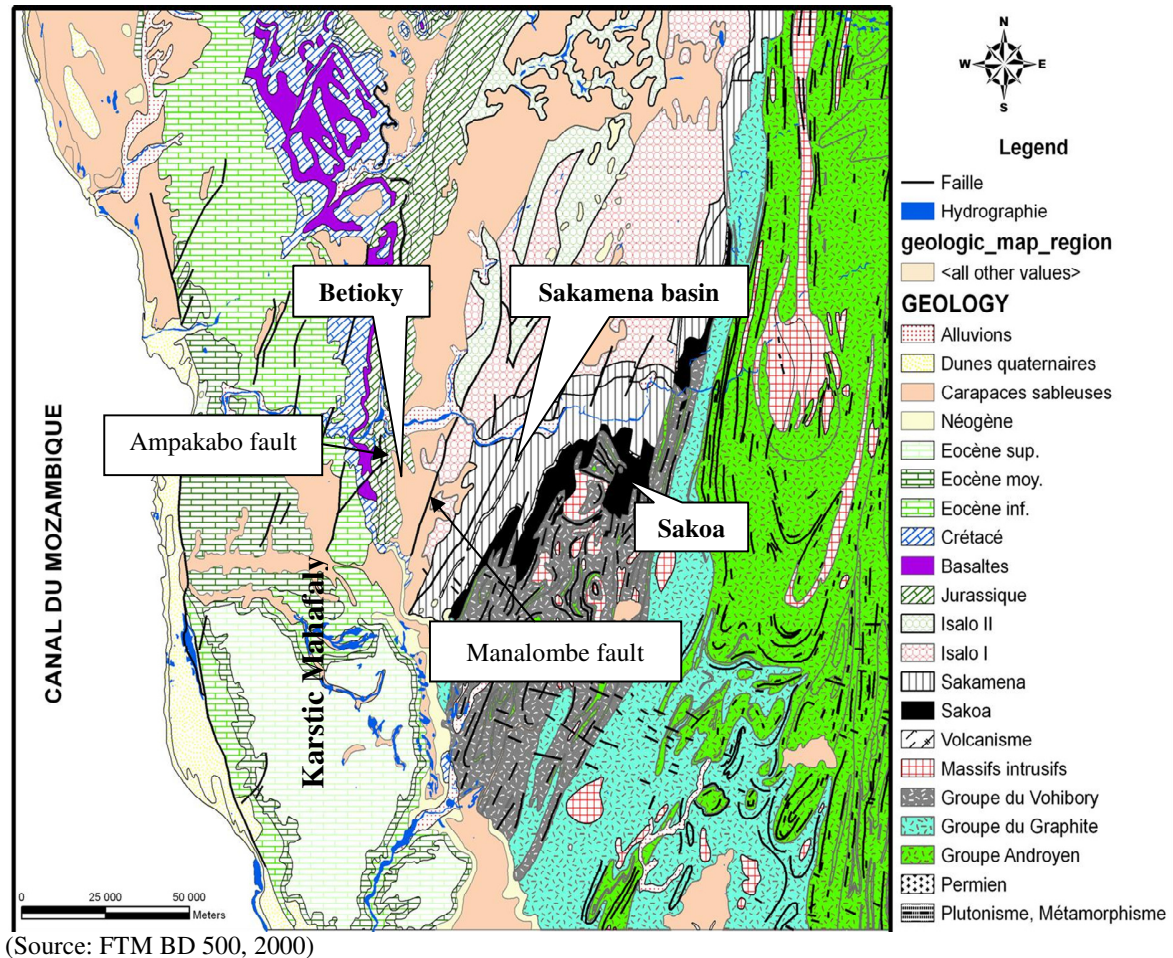 N
W E
S
Legend
Faille
Hydrographie
geologic_map_region
<all other values>
GEOLOGY
Alluvions
Dunes quaternaires
Carapaces sableuses
Néogène
Eocène sup.
Eocène moy.
Eocène inf.
Crétacé
Basaltes
Jurassique
Isalo II
Isalo I
Sakamena
Sakoa
Volcanisme
Massifs intrusifs
Groupe du Vohibory
Groupe du Graphite
Groupe Androyen
Permien
Plutonisme, Métamorphisme
Betioky
Sakamena basin
Ampakabo fault
Sakoa
Manalombe fault
CANAL DU MOZAMBIQUE
Karstic Mahafaly
0 25 000 50 000
Meters
(Source: FTM BD 500, 2000)